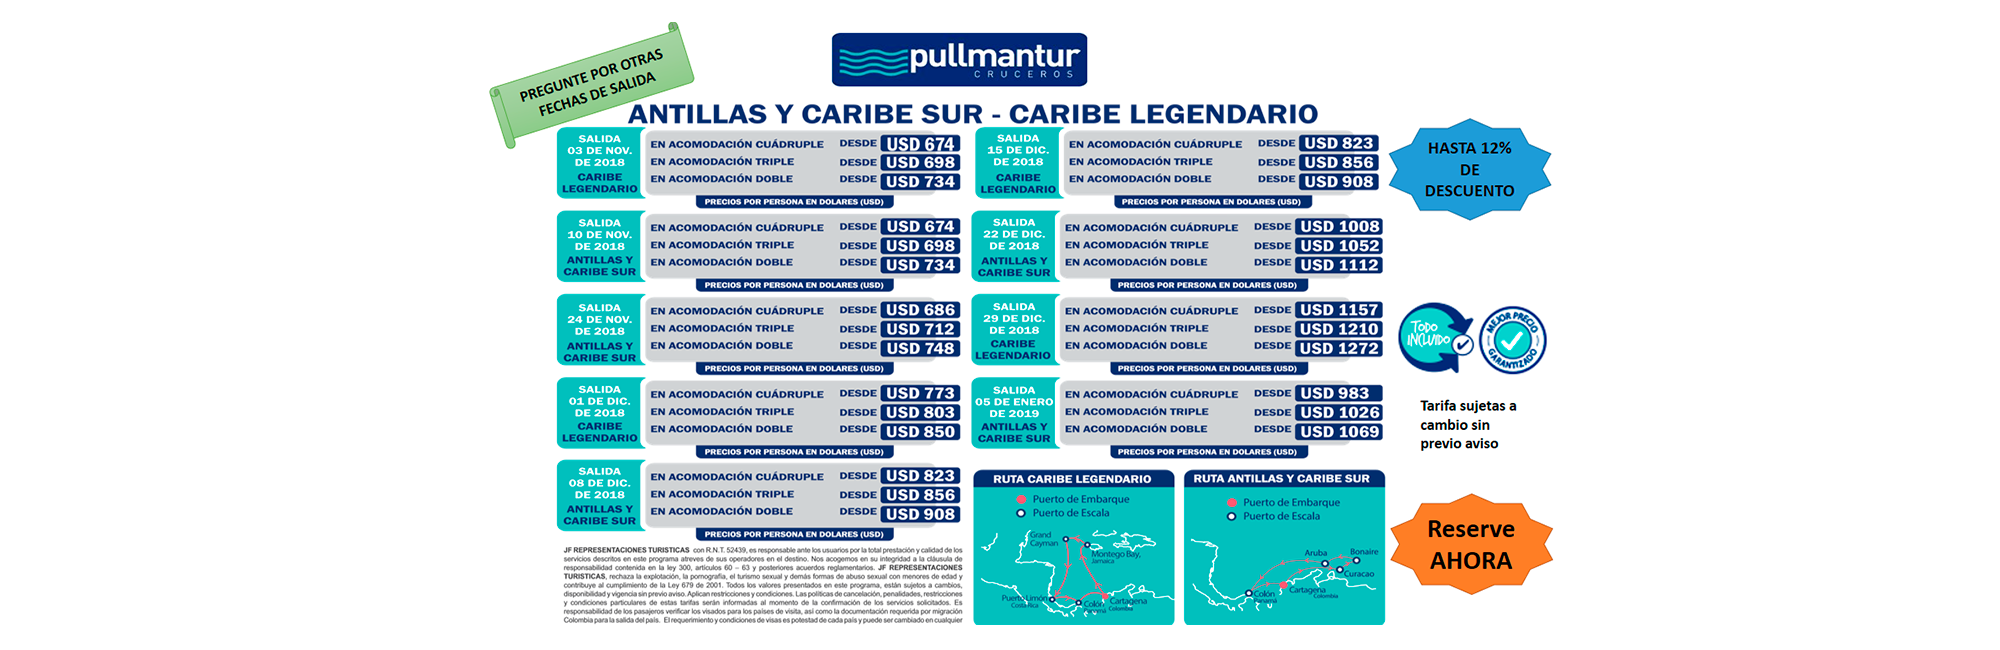 PREGUNTE POR OTRAS
FECHAS DE SALIDA
pullmantur
CRUCEROS
ANTILLAS Y CARIBE SUR - CARIBE LEGENDARIO
SALIDA
03 DE NOV.
DE 2018
CARIBE
LEGENDARIO
EN ACOMODACIÓN CUÁDRUPLE DESDE USD 674
EN ACOMODACIÓN TRIPLE DESDE USD 698
EN ACOMODACIÓN DOBLE DESDE USD 734
PRECIOS POR PERSONA EN DOLARES (USD)
SALIDA
10 DE NOV.
DE 2018
ANTILLAS Y
CARIBE SUR
EN ACOMODACIÓN CUÁDRUPLE DESDE USD 674
EN ACOMODACIÓN TRIPLE DESDE USD 698
EN ACOMODACIÓN DOBLE DESDE USD 734
PRECIOS POR PERSONA EN DOLARES (USD)
SALIDA
24 DE NOV.
DE 2018
ANTILLAS Y
CARIBE SUR
EN ACOMODACIÓN CUÁDRUPLE DESDE USD 686
EN ACOMODACIÓN TRIPLE DESDE USD 712
EN ACOMODACIÓN DOBLE DESDE USD 748
PRECIOS POR PERSONA EN DOLARES (USD)
SALIDA
01 DE DIC.
DE 2018
CARIBE
LEGENDARIO
EN ACOMODACIÓN CUÁDRUPLE DESDE USD 773
EN ACOMODACIÓN TRIPLE DESDE USD 803
EN ACOMODACIÓN DOBLE DESDE USD 850
PRECIOS POR PERSONA EN DOLARES (USD)
SALIDA
08 DE DIC.
DE 2018
ANTILLAS Y
CARIBE SUR
EN ACOMODACIÓN CUÁDRUPLE DESDE USD 823
EN ACOMODACIÓN TRIPLE DESDE USD 856
EN ACOMODACIÓN DOBLE DESDE USD 908
PRECIOS POR PERSONA EN DOLARES (USD)
JF REPRESENTACIONES TURISTICAS con R.N.T. 52439, es responsable ante los usuarios por la total prestación y calidad de los
servicios descritos en este programa atreves de sus operadores en el destino. Nos acogemos en su integridad a la cláusula de
responsabilidad contenida en la ley 300, artículos 60 – 63 y posteriores acuerdos reglamentarios. JF REPRESENTACIONES
TURISTICAS, rechaza la explotación, la pornografia, el turismo sexual y demás formas de abuso sexual con menores de edad y
contribuye al cumplimiento de la Ley 679 de 2001. Todos los valores presentados en este programa, están sujetos a cambios,
disponibilidad y vigencia sin previo aviso. Aplican restricciones y condiciones. Las políticas de cancelación, penalidades, restricciones
y condiciones particulares de estas tarifas serán informadas al momento de la confirmación de los servicios solicitados. Es
responsabilidad de los pasajeros verificar los visados para los países de visita, así como la documentación requerida por migración
Colombia para la salida del país. El requerimiento y condiciones de visas es potestad de cada país y puede ser cambiado en cualquier
SALIDA
15 DE DIC.
DE 2018
CARIBE
LEGENDARIO
EN ACOMODACIÓN CUÁDRUPLE DESDE USD 823
EN ACOMODACIÓN TRIPLE DESDE USD 856
EN ACOMODACIÓN DOBLE DESDE USD 908
PRECIOS POR PERSONA EN DOLARES (USD)
SALIDA
22 DE DIC.
DE 2018
ANTILLAS Y
CARIBE SUR
EN ACOMODACIÓN CUÁDRUPLE DESDE USD 1008
EN ACOMODACIÓN TRIPLE DESDE USD 1052
EN ACOMODACIÓN DOBLE DESDE USD 1112
PRECIOS POR PERSONA EN DOLARES (USD)
SALIDA
29 DE DIC.
DE 2018
CARIBE
LEGENDARIO
EN ACOMODACIÓN CUÁDRUPLE DESDE USD 1157
EN ACOMODACIÓN TRIPLE DESDE USD 1210
EN ACOMODACIÓN DOBLE DESDE USD 1272
PRECIOS POR PERSONA EN DOLARES (USD)
SALIDA
05 DE ENERO
DE 2019
ANTILLAS Y
CARIBE SUR
EN ACOMODACIÓN CUÁDRUPLE DESDE USD 983
EN ACOMODACIÓN TRIPLE DESDE USD 1026
EN ACOMODACIÓN DOBLE DESDE USD 1069
PRECIOS POR PERSONA EN DOLARES (USD)
RUTA CARIBE LEGENDARIO
Puerto de Embarque
Puerto de Escala
Grand
Cayman
Montego Bay,
Jamaica
Puerto Limón
Costa Rica
Colón
Panamá
Cartagena
Colombia
RUTA ANTILLAS Y CARIBE SUR
Puerto de Embarque
Puerto de Escala
Aruba
Bonaire
Curacao
Cartagena
Colombia
Colón
Panamá
HASTA 12%
DE
DESCUENTO
TODO
INCLUIDO
MEJOR PRECIO
GARANTIZADO
Tarifa sujetas a
cambio sin
previo aviso
Reserve
AHORA